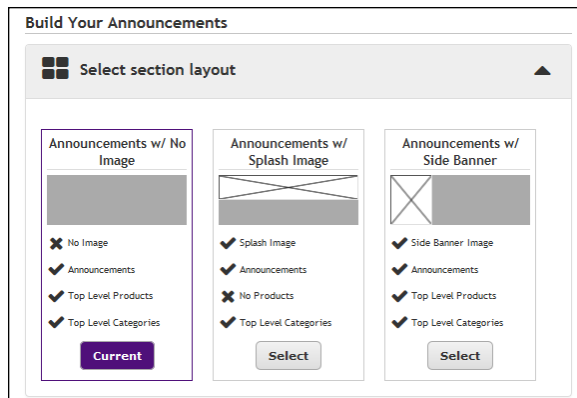 Build Your Announcements
Select section layout
Announcements w/ No
Image
No Image
Announcements
Top Level Products
Top Level Categories
Current
Announcements w/
Splash Image
Splash Image
Announcements
No Products
Top Level Categories
Select
Announcements w/
Side Banner
Side Banner Image
Announcements
Top Level Products
Top Level Categories
Select